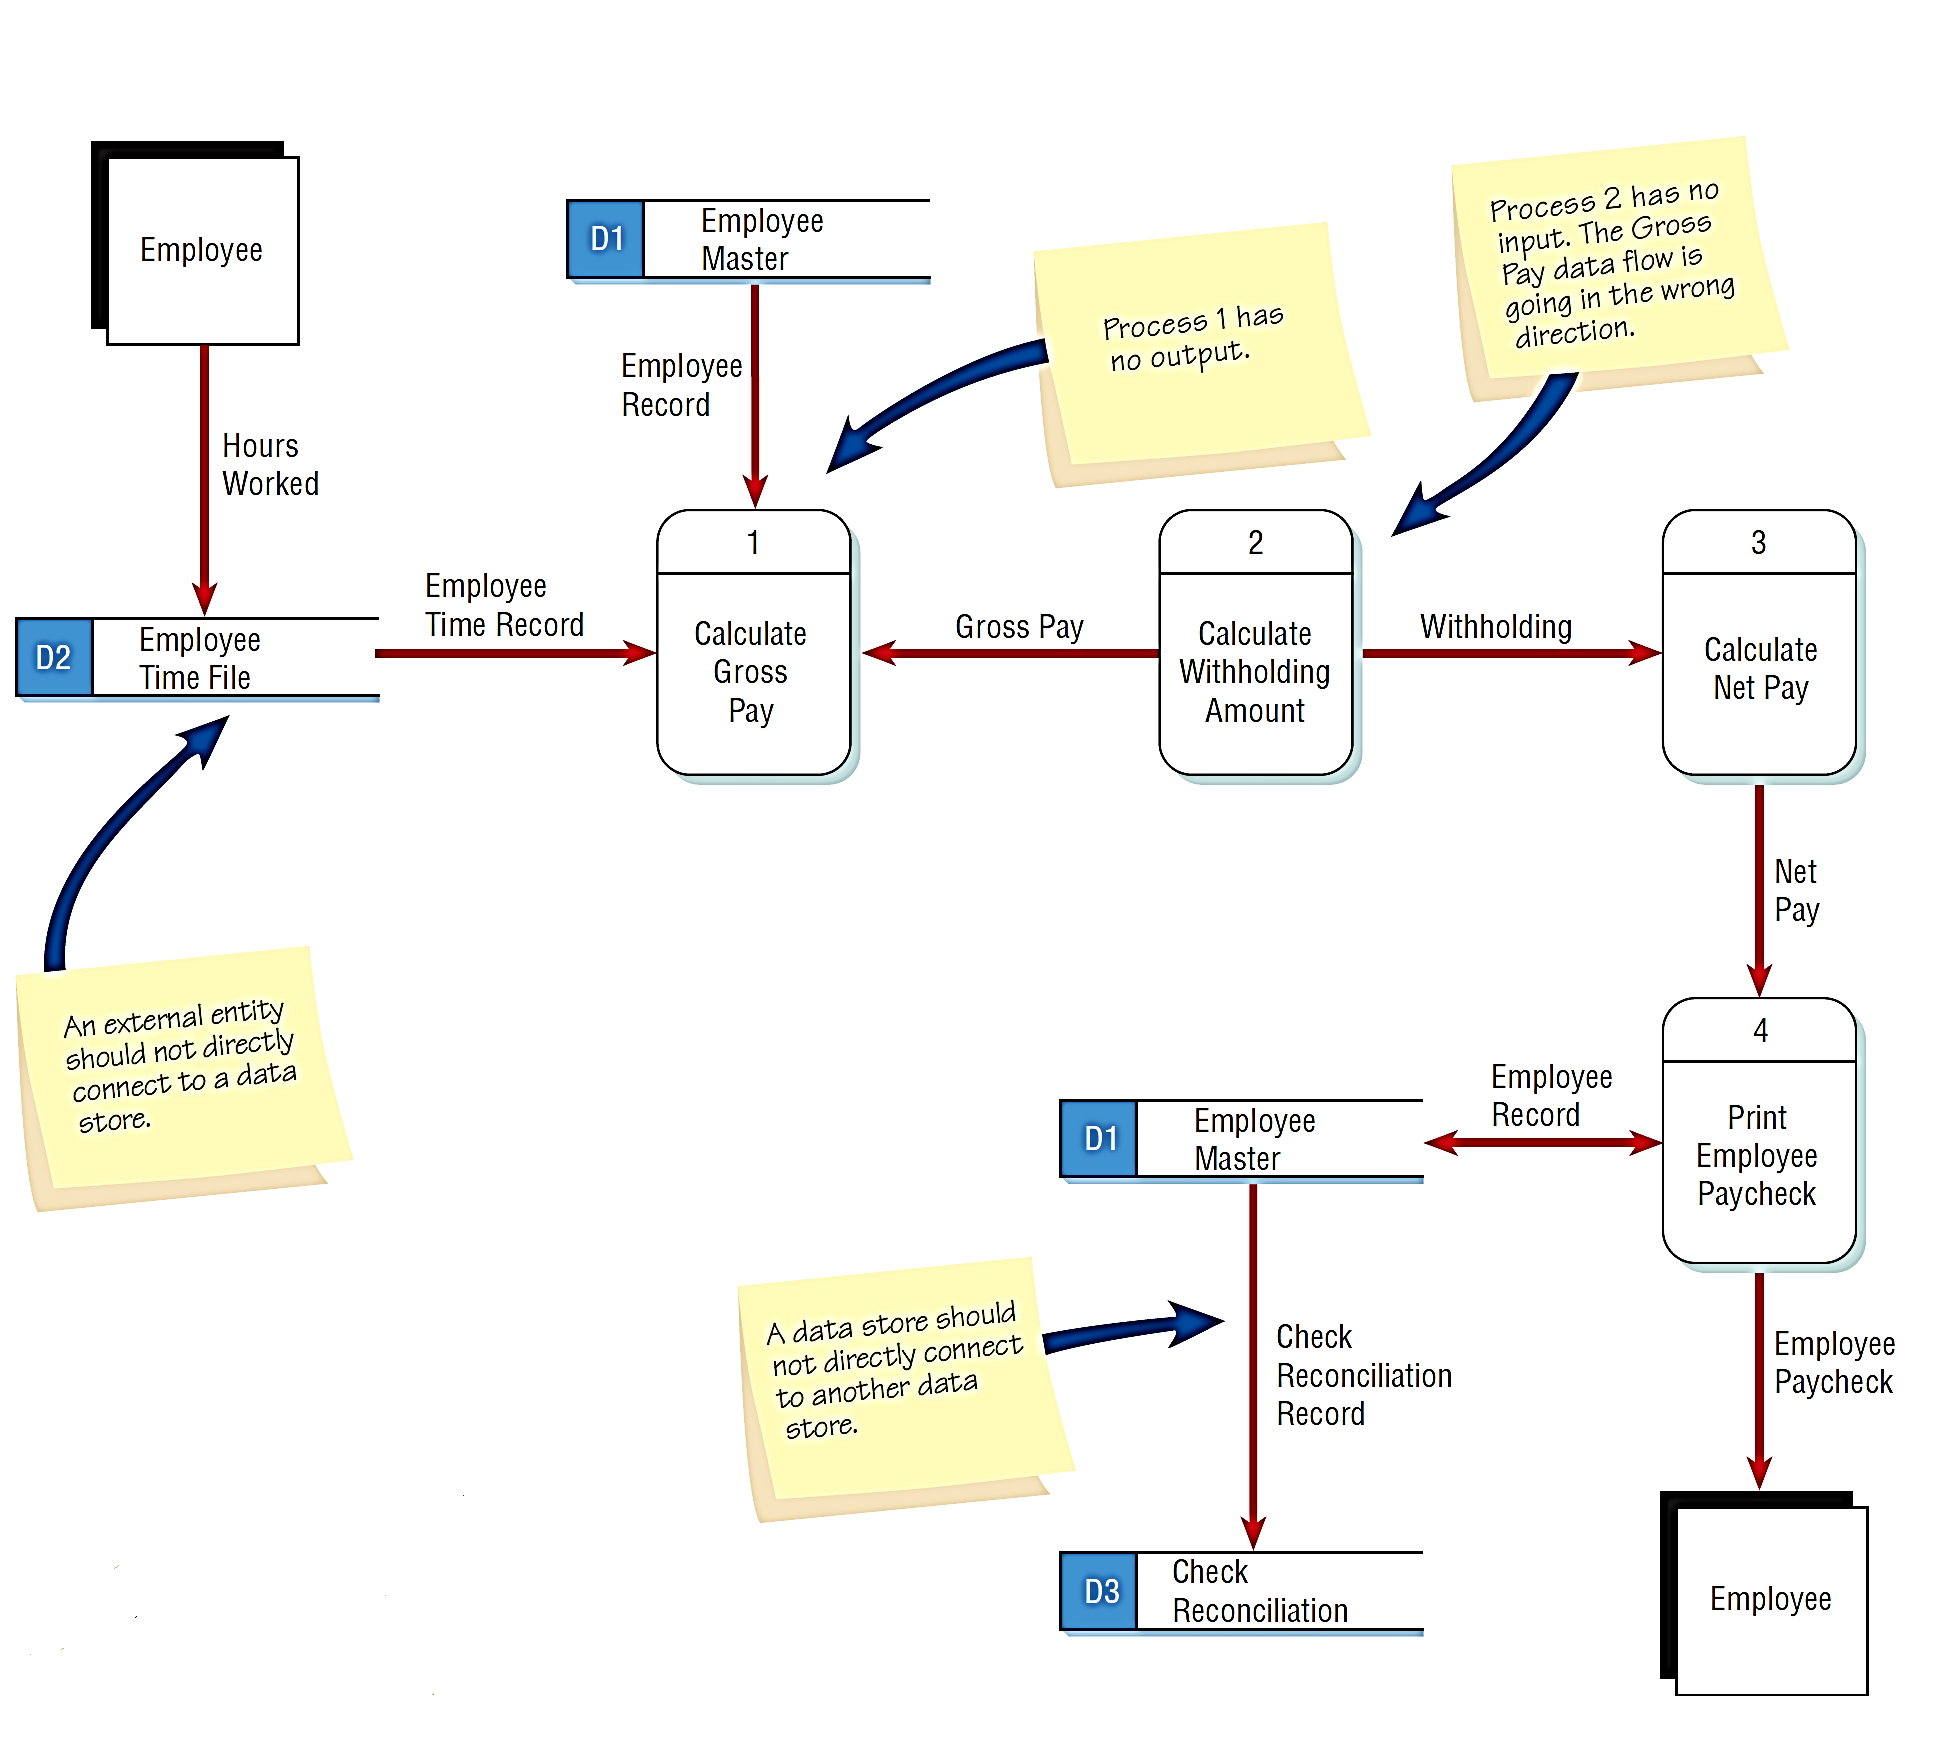 Employee
Hours
Worked
D1
Employee
Master
Employee
Record
Process 1 has
no output.
Process 2 has no
input. The Gross
Pay data flow is
going in the wrong
direction.
D2
Employee
Time File
Employee
Time Record
1
Calculate
Gross
Pay
Gross Pay
2
Calculate
Withholding
Amount
Withholding
3
Calculate
Net Pay
Net
Pay
An external entity
should not directly
connect to a data
store.
4
Print
Employee
Paycheck
Employee
Record
D1
Employee
Master
A data store should
not directly connect
to another data
store.
Check
Reconciliation
Record
Employee
Paycheck
D3
Check
Reconciliation
Employee